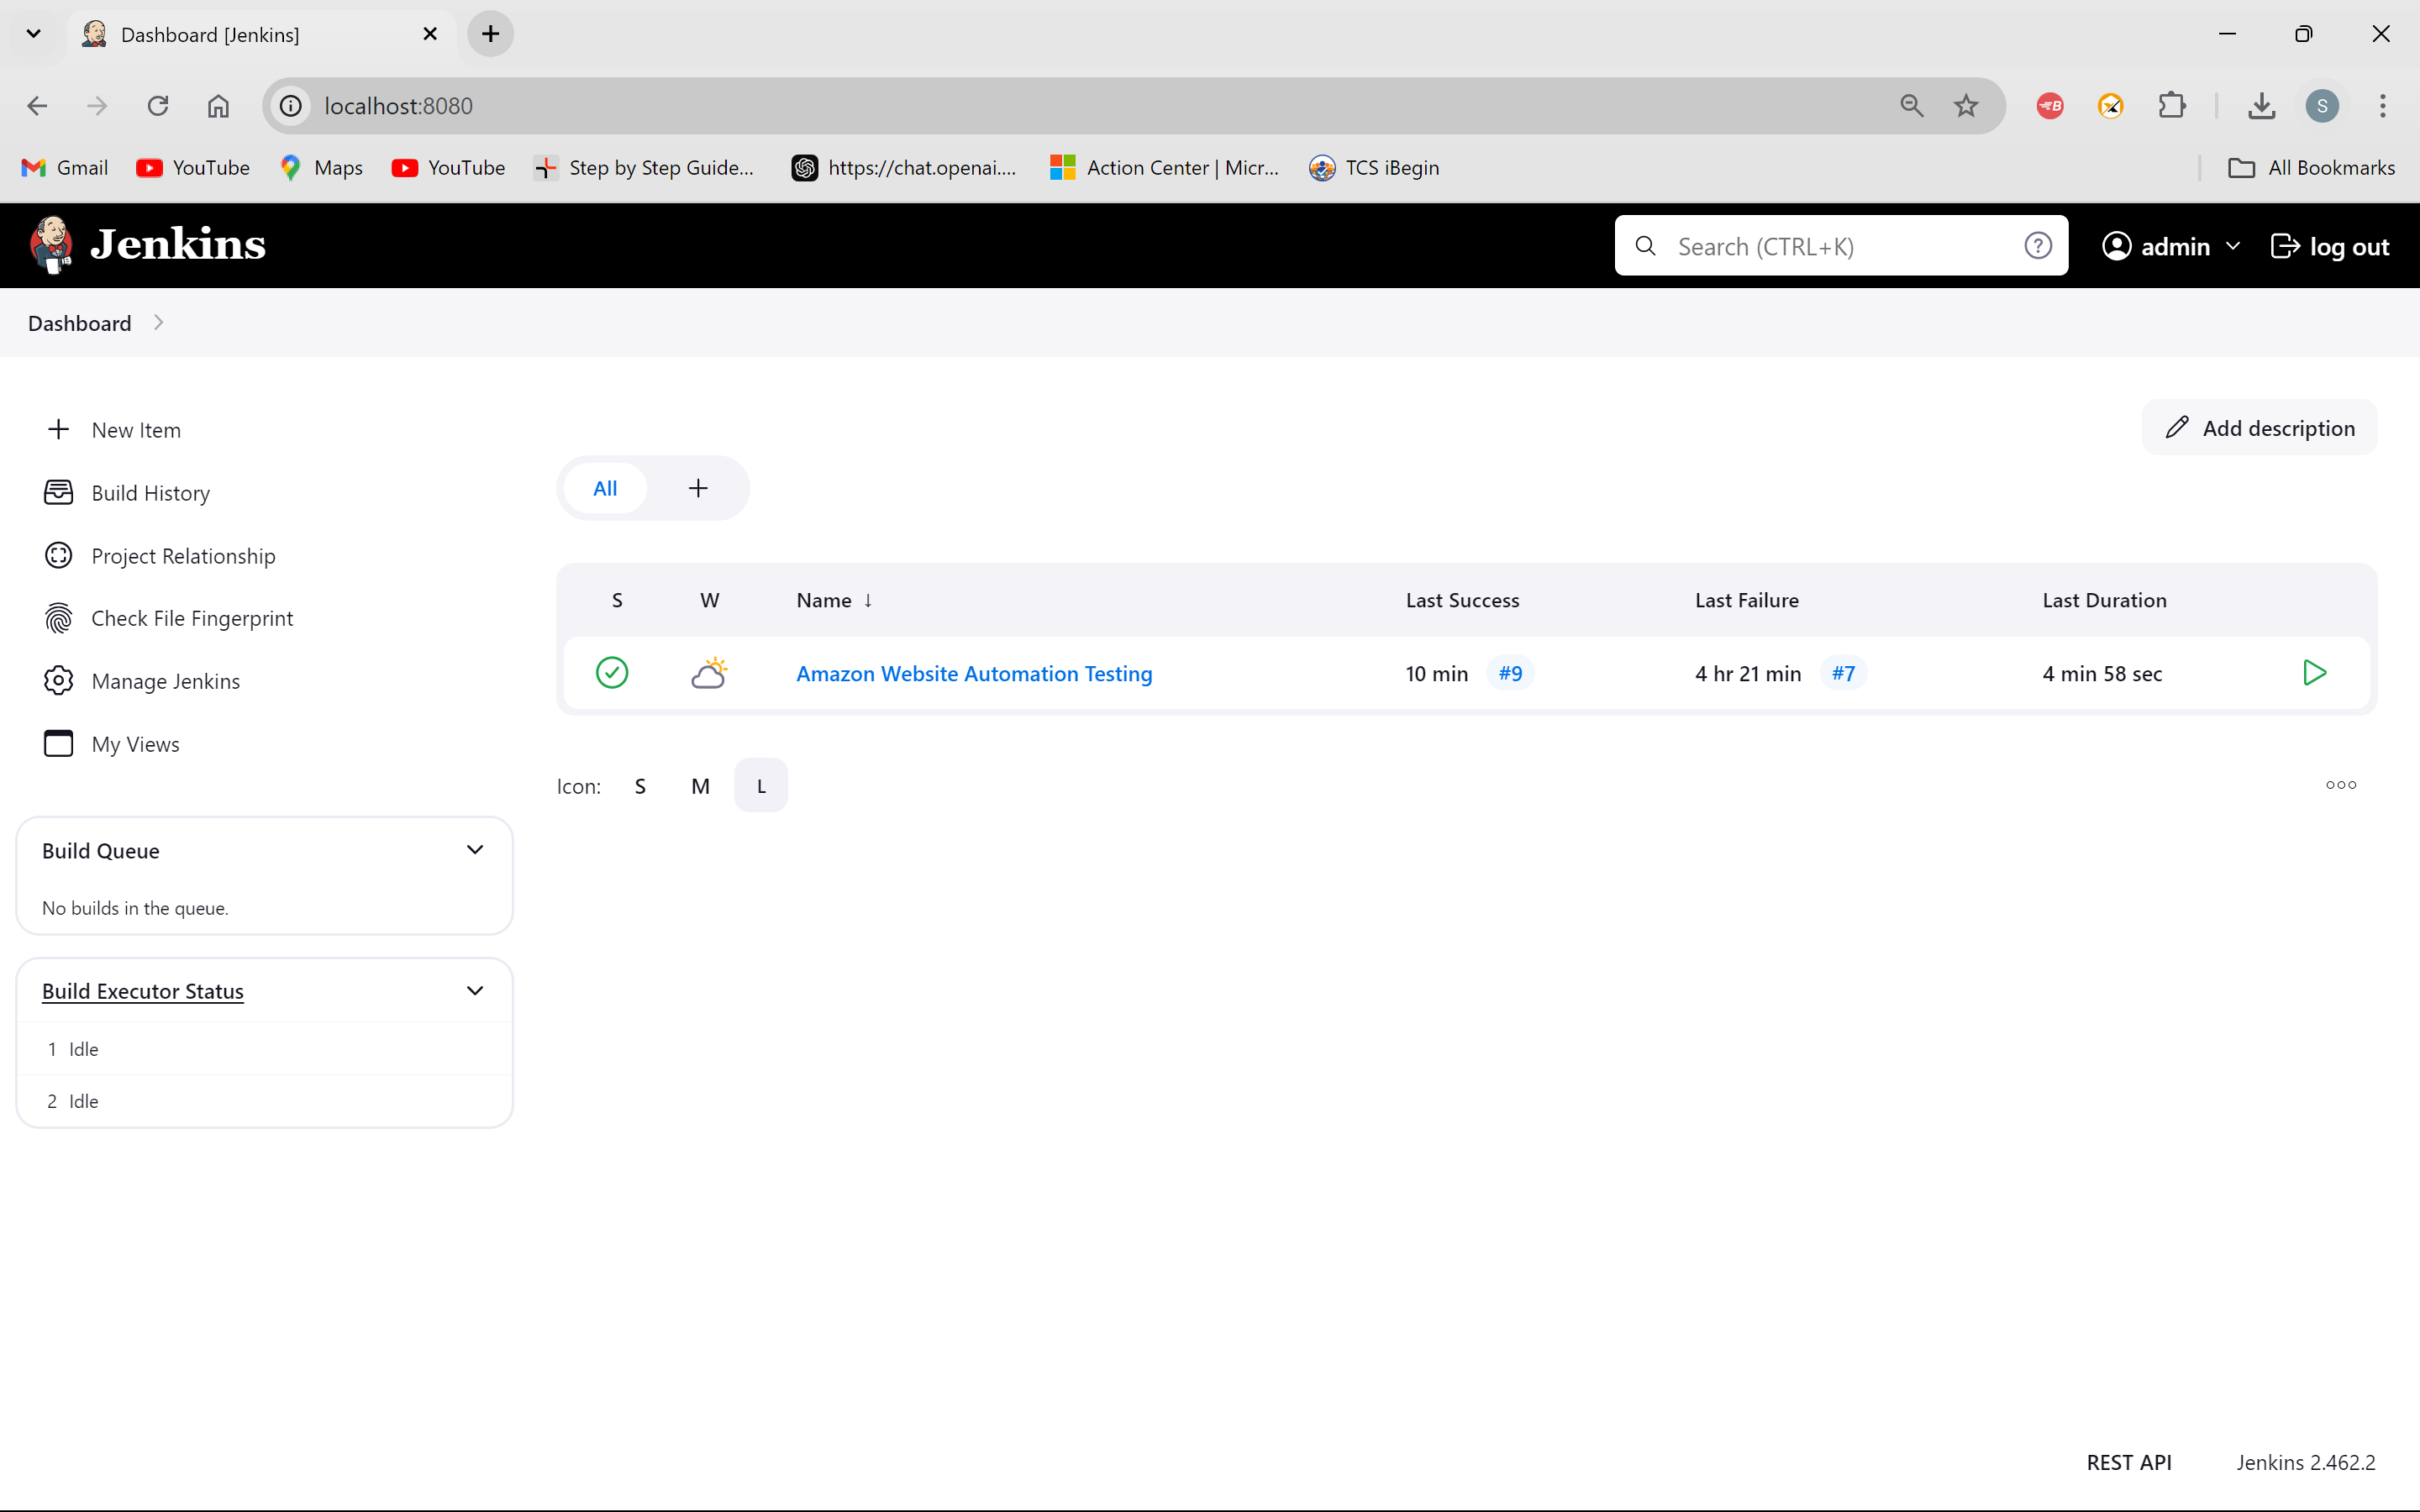 Dashboard [Jenkins]
localhost:8080
S
Gmail YouTube Maps YouTube Step by Step Guide... https://chat.openai.... Action Center | Micr... TCS iBegin All Bookmarks
Jenkins Search (CTRL+K) admin log out
Dashboard
New Item
Build History
Project Relationship
Check File Fingerprint
Manage Jenkins
My Views
Build Queue
No builds in the queue.
Build Executor Status
1 Idle
2 Idle
Add description
All
S W Name ↓ Last Success Last Failure Last Duration
Amazon Website Automation Testing 10 min #9 4 hr 21 min #7 4 min 58 sec
Icon: S M L
REST API Jenkins 2.462.2